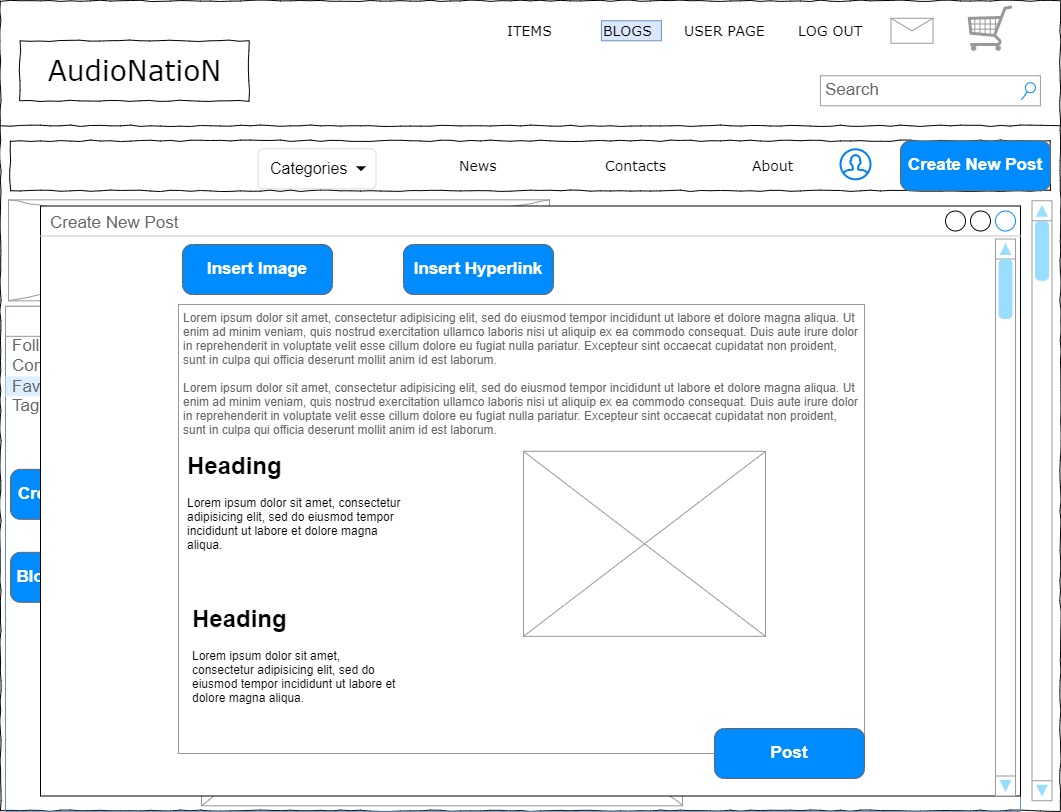 ITEMS BLOGS USER PAGE LOG OUT
AudioNatioN
Search
Categories News Contacts About Create New Post
Create New Post
Insert Image Insert Hyperlink
Lorem ipsum dolor sit amet, consectetur adipisicing elit, sed do eiusmod tempor incididunt ut labore et dolore magna aliqua. Ut
enim ad minim veniam, quis nostrud exercitation ullamco laboris nisi ut aliquip ex ea commodo consequat. Duis aute irure dolor
in reprehenderit in voluptate velit esse cillum dolore eu fugiat nulla pariatur. Excepteur sint occaecat cupidatat non proident,
sunt in culpa qui officia deserunt mollit anim id est laborum.
Lorem ipsum dolor sit amet, consectetur adipisicing elit, sed do eiusmod tempor incididunt ut labore et dolore magna aliqua. Ut
enim ad minim veniam, quis nostrud exercitation ullamco laboris nisi ut aliquip ex ea commodo consequat. Duis aute irure dolor
in reprehenderit in voluptate velit esse cillum dolore eu fugiat nulla pariatur. Excepteur sint occaecat cupidatat non proident,
sunt in culpa qui officia deserunt mollit anim id est laborum.
Heading
Lorem ipsum dolor sit amet, consectetur
adipisicing elit, sed do eiusmod tempor
incididunt ut labore et dolore magna
aliqua.
Heading
Lorem ipsum dolor sit amet,
consectetur adipisicing elit, sed do
eiusmod tempor incididunt ut labore et
dolore magna aliqua.
Post
Foll
Con
Fav
Tag
Cre
Blo